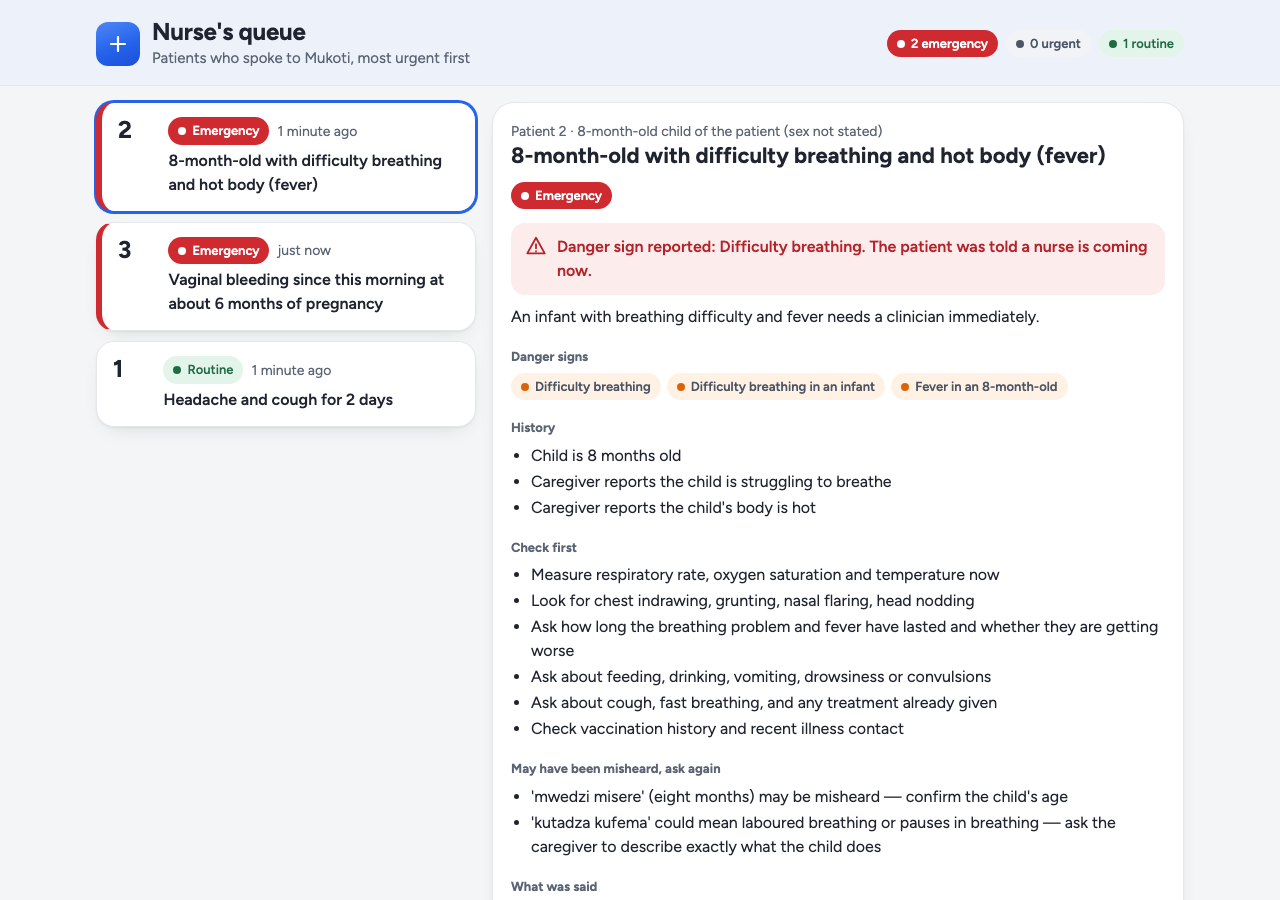 Nurse's queue
Patients who spoke to Mukoti, most urgent first
2 emergency
0 urgent
1 routine
2
Emergency
1 minute ago
8-month-old with difficulty breathing
and hot body (fever)
3
Emergency
just now
Vaginal bleeding since this morning at
about 6 months of pregnancy
1
Routine
1 minute ago
Headache and cough for 2 days
Patient 2 · 8-month-old child of the patient (sex not stated)
8-month-old with difficulty breathing and hot body (fever)
Emergency
Danger sign reported: Difficulty breathing. The patient was told a nurse is coming
now.
An infant with breathing difficulty and fever needs a clinician immediately.
Danger signs
Difficulty breathing
Difficulty breathing in an infant
Fever in an 8-month-old
History
• Child is 8 months old
• Caregiver reports the child is struggling to breathe
• Caregiver reports the child's body is hot
Check first
• Measure respiratory rate, oxygen saturation and temperature now
• Look for chest indrawing, grunting, nasal flaring, head nodding
• Ask how long the breathing problem and fever have lasted and whether they are getting
worse
• Ask about feeding, drinking, vomiting, drowsiness or convulsions
• Ask about cough, fast breathing, and any treatment already given
• Check vaccination history and recent illness contact
May have been misheard, ask again
• 'mwedzi misere' (eight months) may be misheard — confirm the child's age
• 'kutadza kufema' could mean laboured breathing or pauses in breathing — ask the
caregiver to describe exactly what the child does
What was said